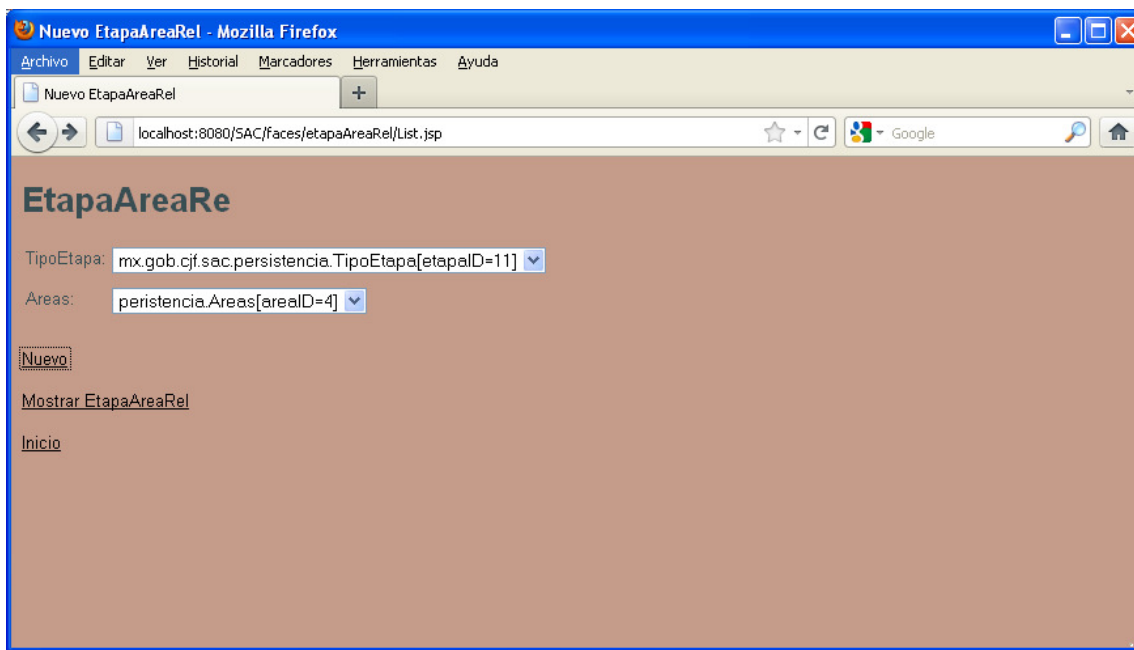 Nuevo EtapaAreaRel - Mozilla Firefox
Archivo Editar Ver Historial Marcadores Herramientas Ayuda
Nuevo EtapaAreaRel
localhost:8080/SAC/faces/etapaAreaRel/List.jsp Google
EtapaAreaRe
TipoEtapa: mx.gob.cjf.sac.persistencia.TipoEtapa[etapaID=11]
Areas: peristencia.Areas[areaID=4]
Nuevo
Mostrar EtapaAreaRel
Inicio